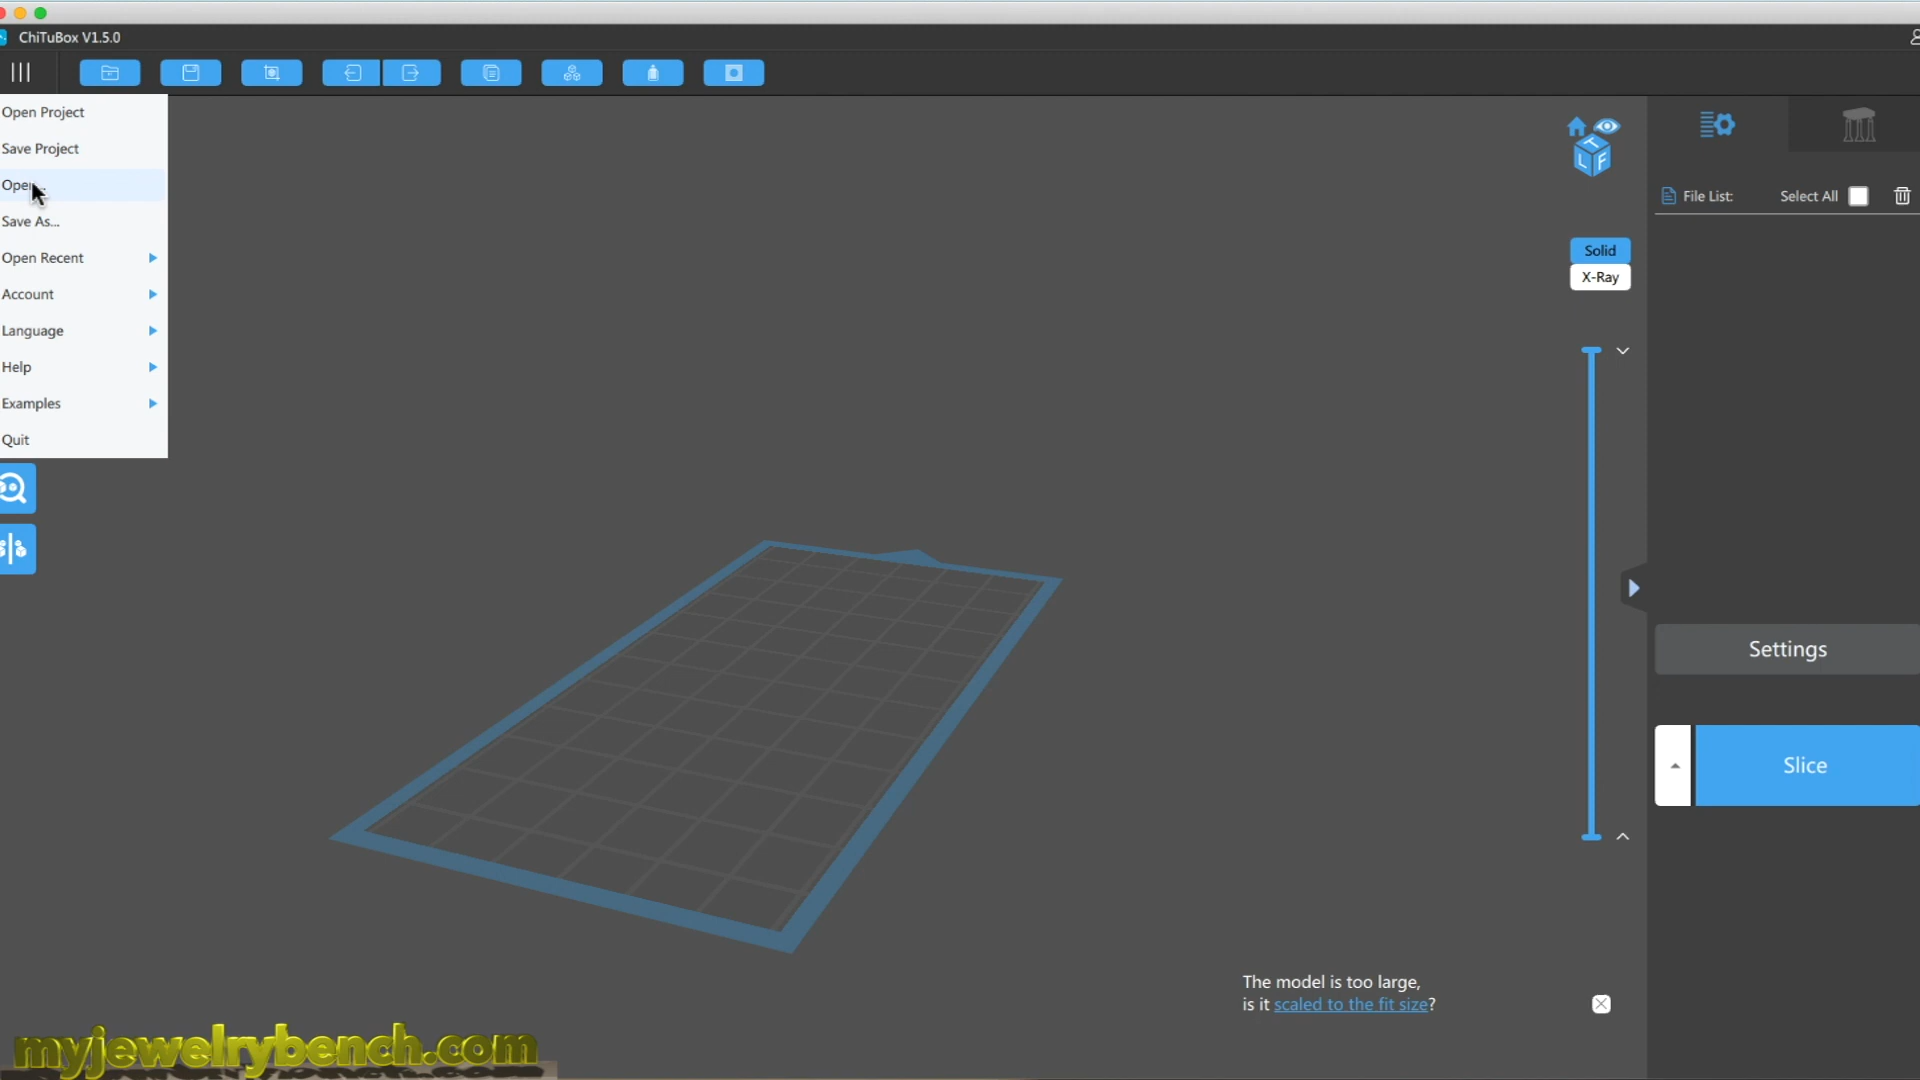 ChiTuBox V1.5.0
Open Project
Save Project
Open...
Save As...
Open Recent
Account
Language
Help
Examples
Quit
T
L F
File List: Select All
Solid
X-Ray
Settings
Slice
The model is too large,
is it scaled to the fit size?
myjewelrybench.com